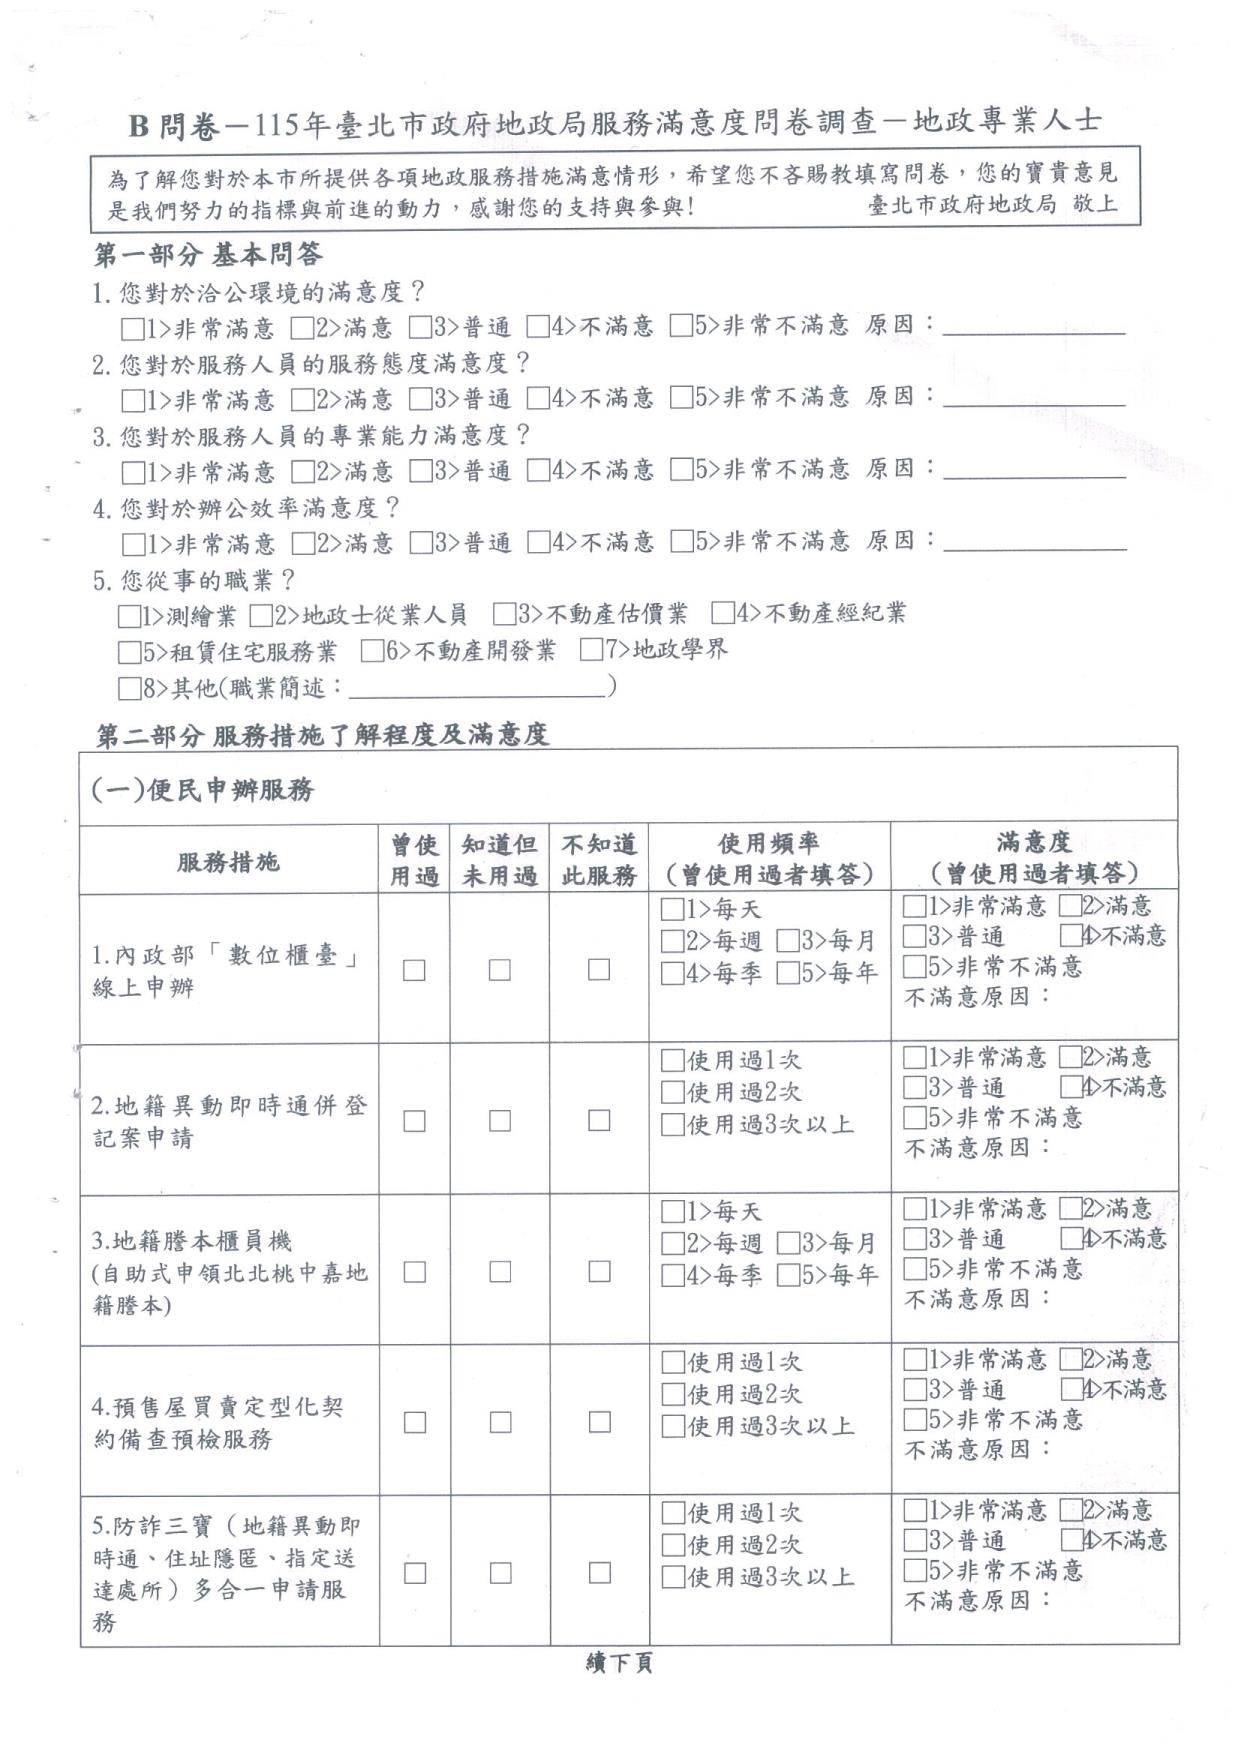 B 問卷－115年臺北市政府地政局服務滿意度問卷調查－地政專業人士
為了解您對於本市所提供各項地政服務措施滿意情形，希望您不吝賜教填寫問卷，您的寶貴意見
是我們努力的指標與前進的動力，感謝您的支持與參與! 臺北市政府地政局 敬上
第一部分 基本問答
1. 您對於洽公環境的滿意度？
□1>非常滿意 □2>滿意 □3>普通 □4>不滿意 □5>非常不滿意 原因：
2. 您對於服務人員的服務態度滿意度？
□1>非常滿意 □2>滿意 □3>普通 □4>不滿意 □5>非常不滿意 原因：
3. 您對於服務人員的專業能力滿意度？
□1>非常滿意 □2>滿意 □3>普通 □4>不滿意 □5>非常不滿意 原因：
4. 您對於辦公效率滿意度？
□1>非常滿意 □2>滿意 □3>普通 □4>不滿意 □5>非常不滿意 原因：
5. 您從事的職業？
□1>測繪業 □2>地政士從業人員 □3>不動產估價業 □4>不動產經紀業
□5>租賃住宅服務業 □6>不動產開發業 □7>地政學界
□8>其他(職業簡述：____________________)
第二部分 服務措施了解程度及滿意度
(一)便民申辦服務
服務措施
曾使
用過
知道但
未用過
不知道
此服務
使用頻率
（曾使用過者填答）
滿意度
（曾使用過者填答）
1.內政部「數位櫃臺」
線上申辦
□ □ □
□1>每天
□2>每週 □3>每月
□4>每季 □5>每年
□1>非常滿意 □2>滿意
□3>普通 □4>不滿意
□5>非常不滿意
不滿意原因：
2.地籍異動即時通併登
記案申請
□ □ □
□使用過1次
□使用過2次
□使用過3次以上
□1>非常滿意 □2>滿意
□3>普通 □4>不滿意
□5>非常不滿意
不滿意原因：
3.地籍謄本櫃員機
(自助式申領北北桃中嘉地
籍謄本)
□ □ □
□1>每天
□2>每週 □3>每月
□4>每季 □5>每年
□1>非常滿意 □2>滿意
□3>普通 □4>不滿意
□5>非常不滿意
不滿意原因：
4.預售屋買賣定型化契
約備查預檢服務
□ □ □
□使用過1次
□使用過2次
□使用過3次以上
□1>非常滿意 □2>滿意
□3>普通 □4>不滿意
□5>非常不滿意
不滿意原因：
5.防詐三寶（地籍異動即
時通、住址隱匿、指定送
達處所）多合一申請服
務
□ □ □
□使用過1次
□使用過2次
□使用過3次以上
□1>非常滿意 □2>滿意
□3>普通 □4>不滿意
□5>非常不滿意
不滿意原因：
續下頁